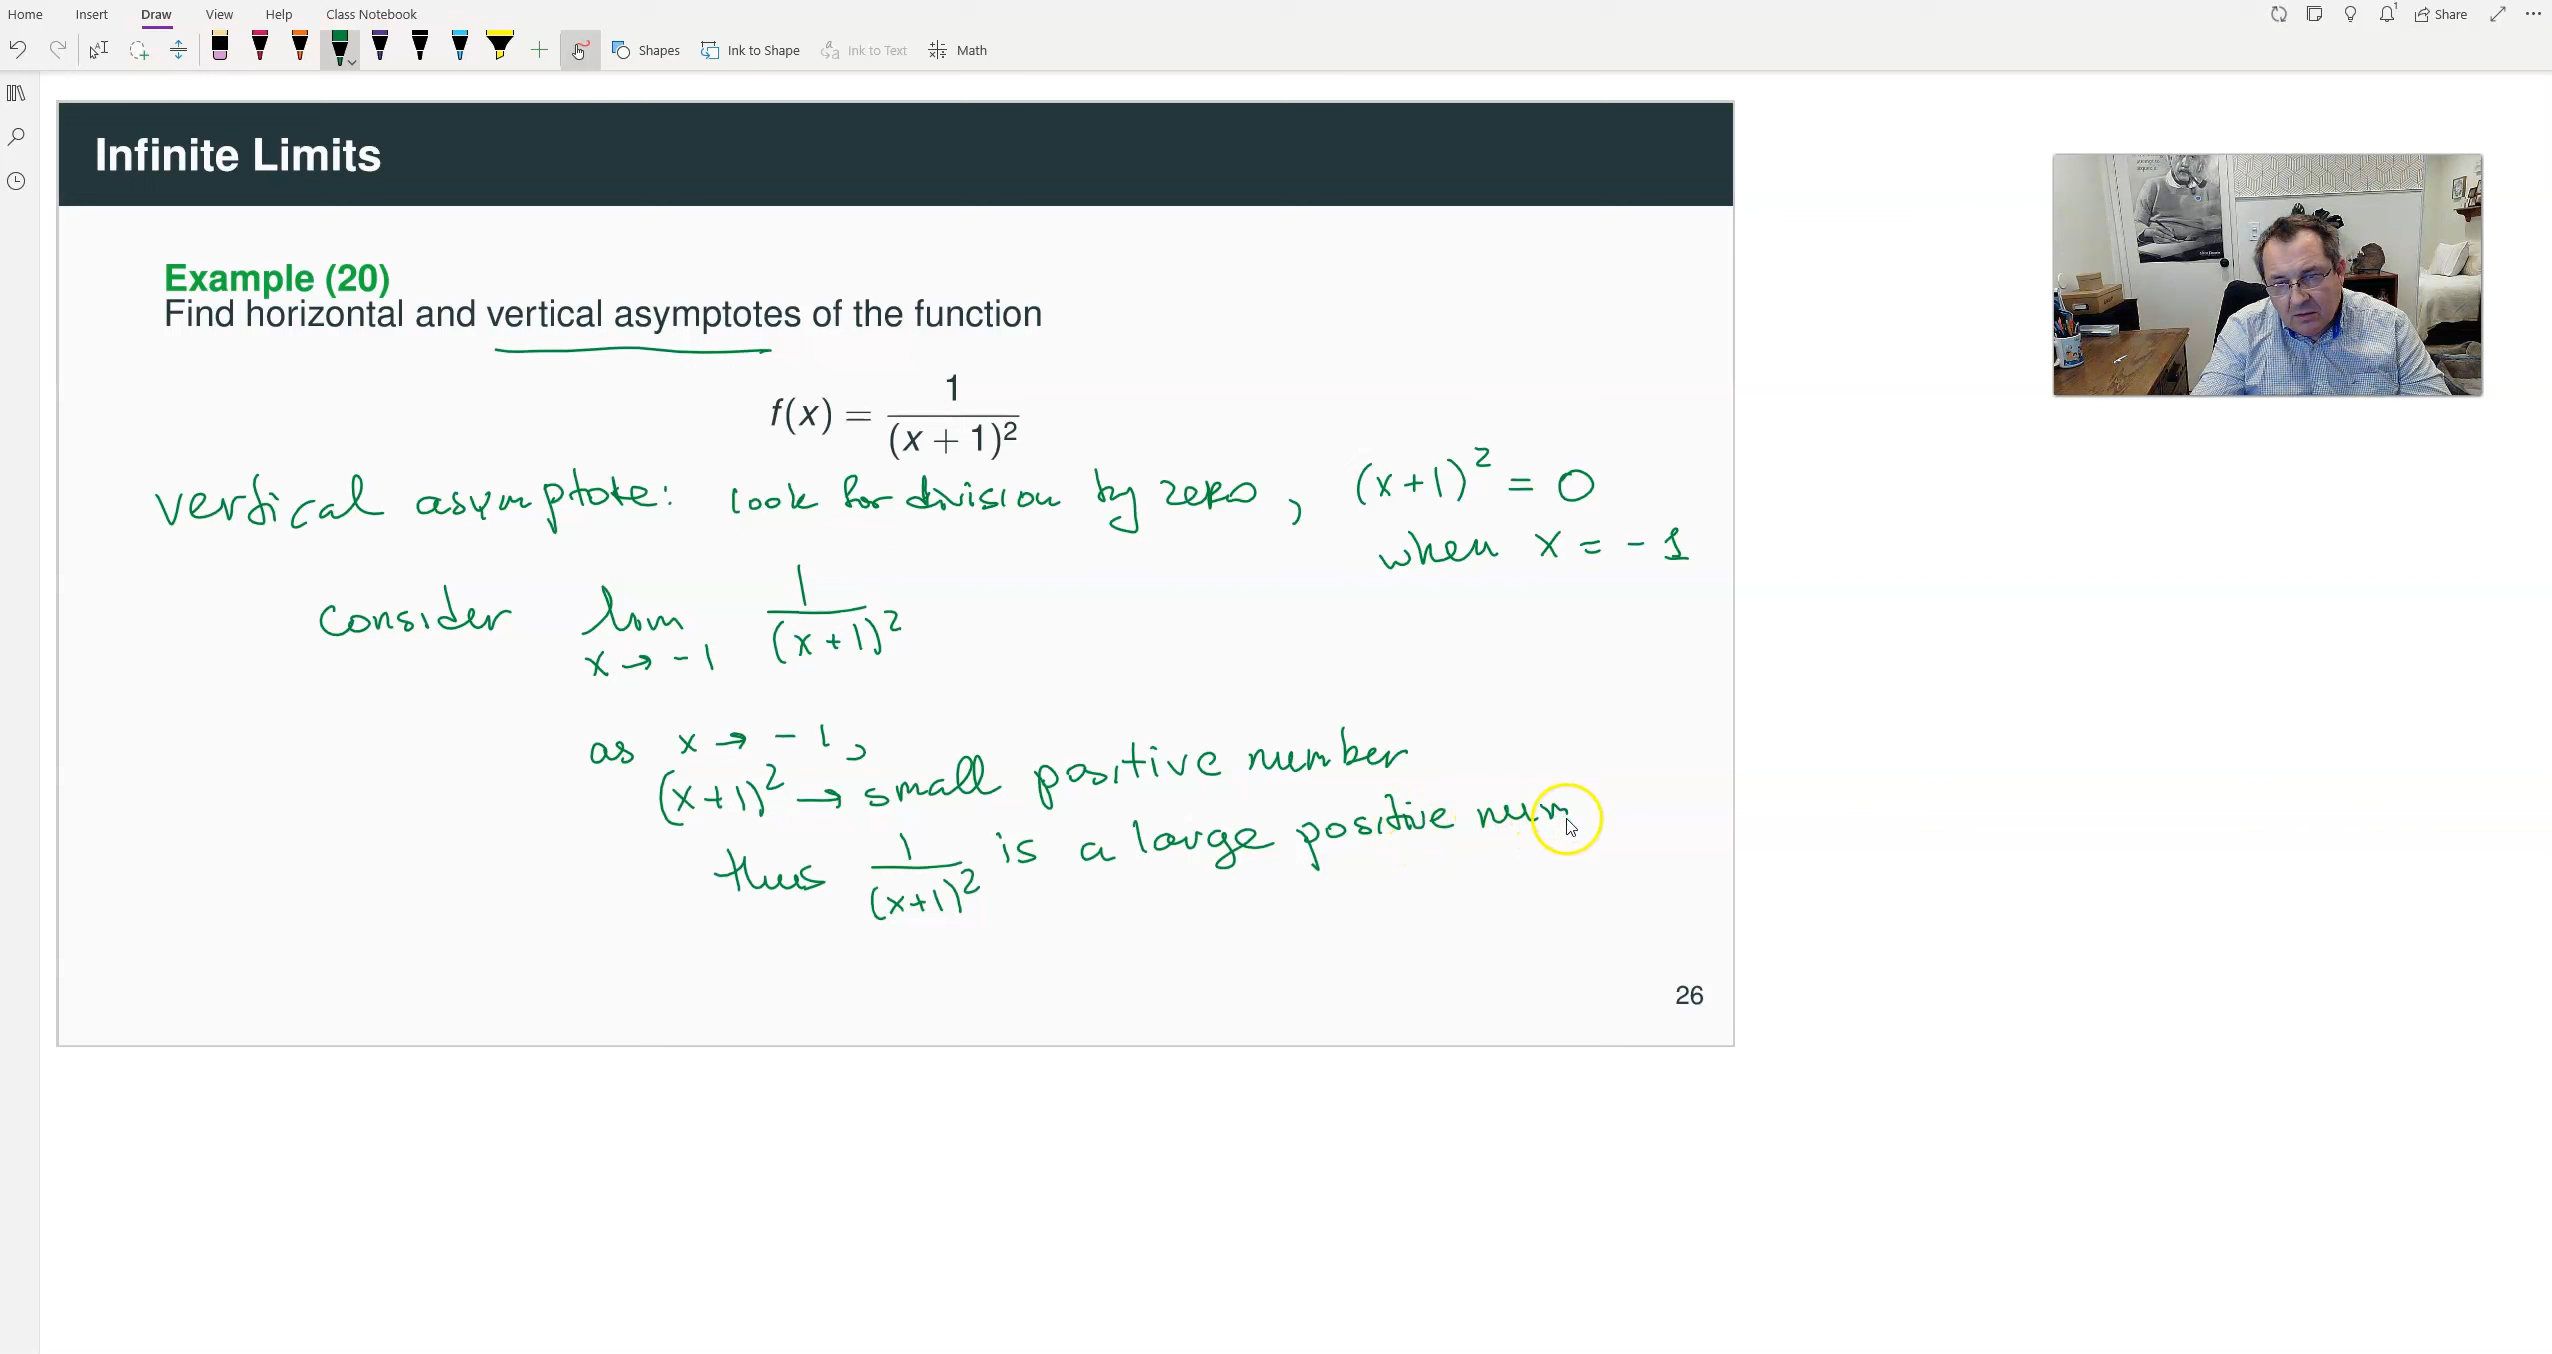 Home Insert Draw View Help Class Notebook Share
Shapes Ink to Shape Ink to Text Math
Infinite Limits
Example (20)
Find horizontal and vertical asymptotes of the function
f(x) = 1/(x + 1)²
vertical asymptote: look for division by zero, (x+1)² = 0
when x = -1
consider lim x→-1 1/(x+1)²
as x → -1,
(x+1)² → small positive number
thus 1/(x+1)² is a large positive num
26